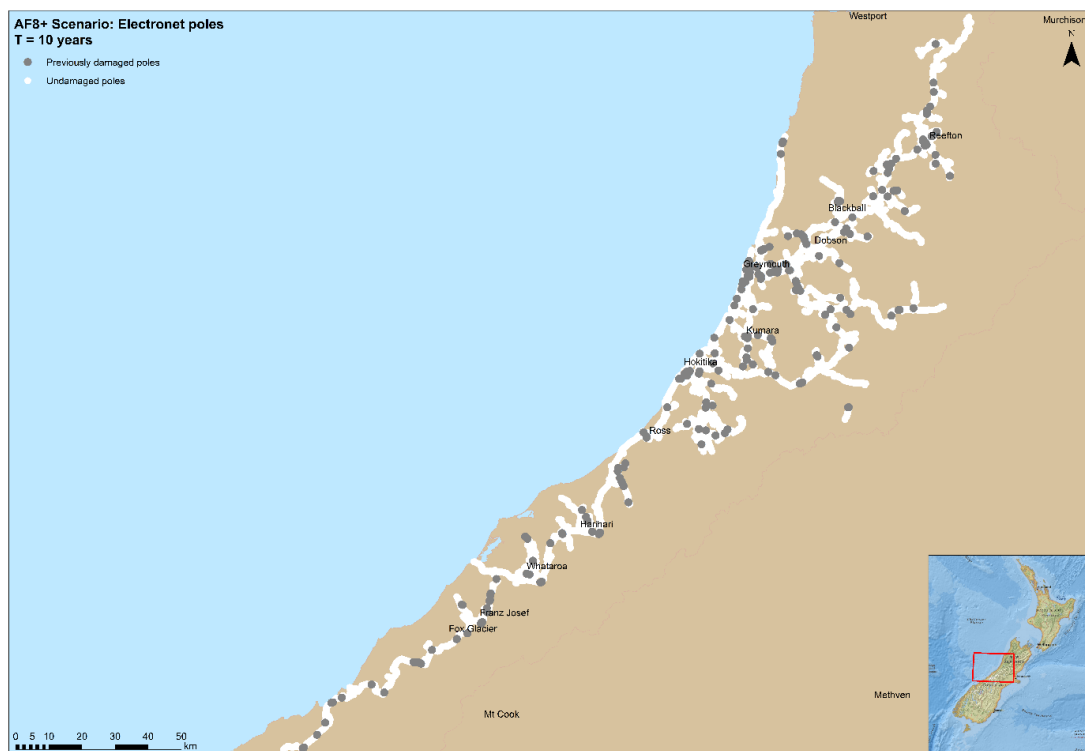 AF8+ Scenario: Electronet poles
T = 10 years
Previously damaged poles
Undamaged poles
Westport
Murchison
N
Reefton
Blackball
Dobson
Greymouth
Kumara
Hokitika
Ross
Herihari
Whataroa
Franz Josef
Fox Glacier
Methven
Mt Cook
0 5 10 20 30 40 50
km